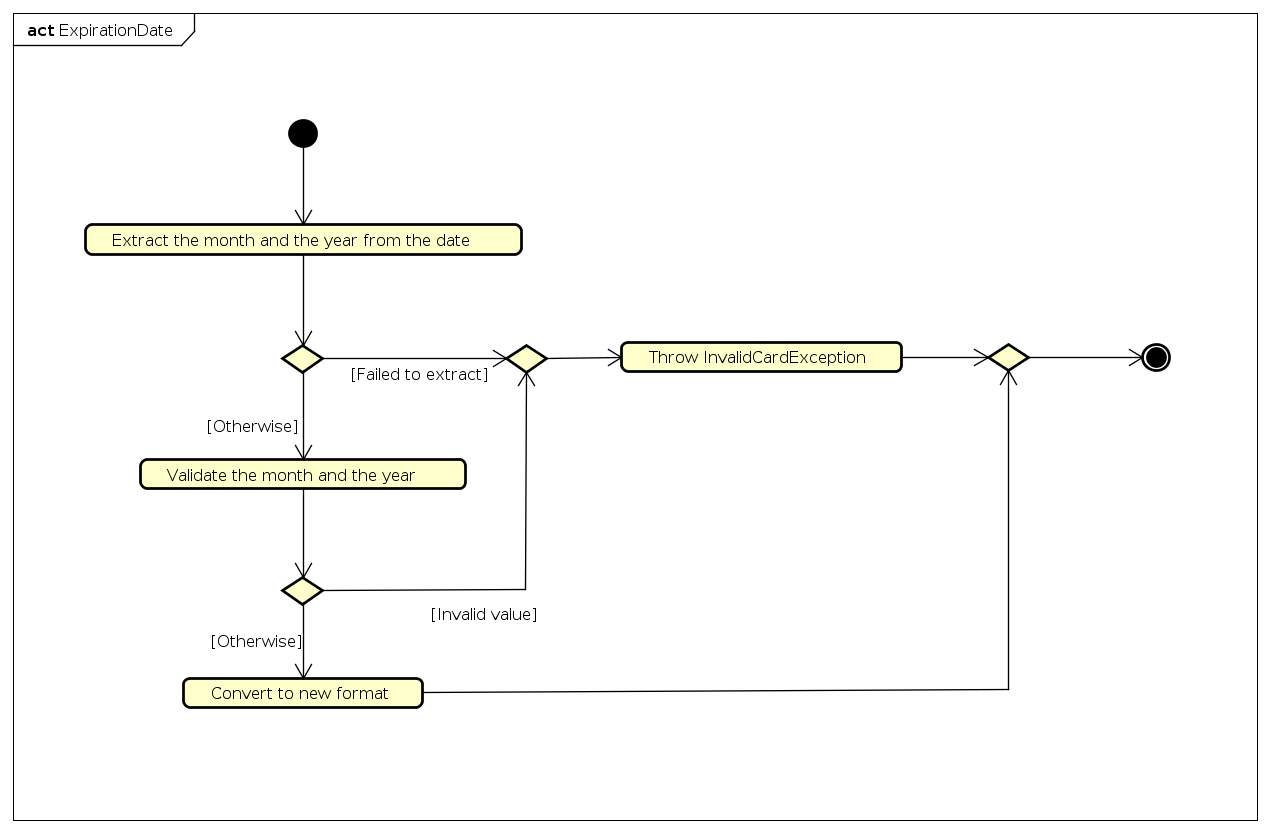 act ExpirationDate
Extract the month and the year from the date
[Failed to extract]
Throw InvalidCardException
[Otherwise]
Validate the month and the year
[Invalid value]
[Otherwise]
Convert to new format